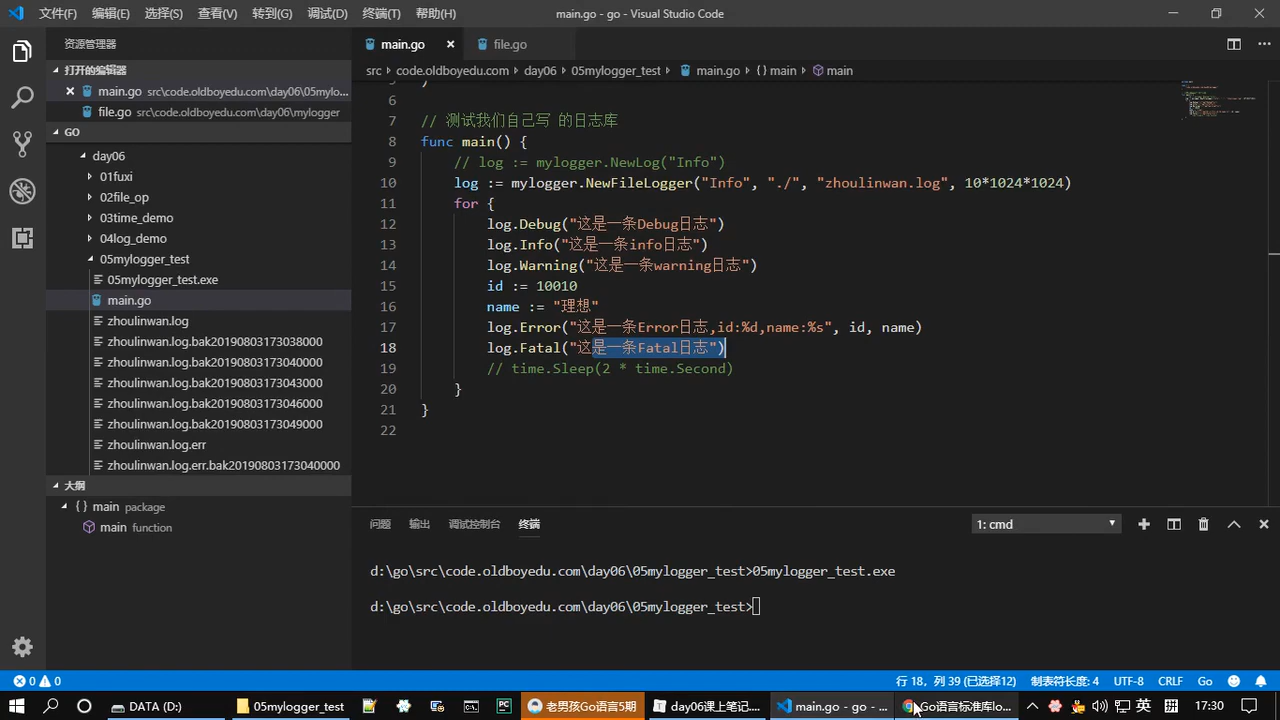 文件(F) 编辑(E) 选择(S) 查看(V) 转到(G) 调试(D) 终端(T) 帮助(H) main.go - go - Visual Studio Code
资源管理器
打开的编辑器
main.go src\code.oldboyedu.com\day06\05mylo...
file.go src\code.oldboyedu.com\day06\mylogger
GO
day06
01fuxi
02file_op
03time_demo
04log_demo
05mylogger_test
05mylogger_test.exe
main.go
zhoulinwan.log
zhoulinwan.log.bak20190803173038000
zhoulinwan.log.bak20190803173040000
zhoulinwan.log.bak20190803173043000
zhoulinwan.log.bak20190803173046000
zhoulinwan.log.bak20190803173049000
zhoulinwan.log.err
zhoulinwan.log.err.bak20190803173040000
大纲
main package
main function
main.go file.go
src code.oldboyedu.com day06 05mylogger_test main.go {} main main
6
7 // 测试我们自己写 的日志库
8 func main() {
9 // log := mylogger.NewLog("Info")
10 log := mylogger.NewFileLogger("Info", "./", "zhoulinwan.log", 10*1024*1024)
11 for {
12 log.Debug("这是一条Debug日志")
13 log.Info("这是一条info日志")
14 log.Warning("这是一条warning日志")
15 id := 10010
16 name := "理想"
17 log.Error("这是一条Error日志,id:%d,name:%s", id, name)
18 log.Fatal("这是一条Fatal日志")
19 // time.Sleep(2 * time.Second)
20 }
21 }
22
问题 输出 调试控制台 终端 1: cmd
d:\go\src\code.oldboyedu.com\day06\05mylogger_test>05mylogger_test.exe
d:\go\src\code.oldboyedu.com\day06\05mylogger_test>
0 0 行 18，列 39 (已选择12) 制表符长度: 4 UTF-8 CRLF Go
DATA (D:) 05mylogger_test 老男孩Go语言5期 day06课上笔记.... main.go - go - ... Go语言标准库lo... 英 17:30